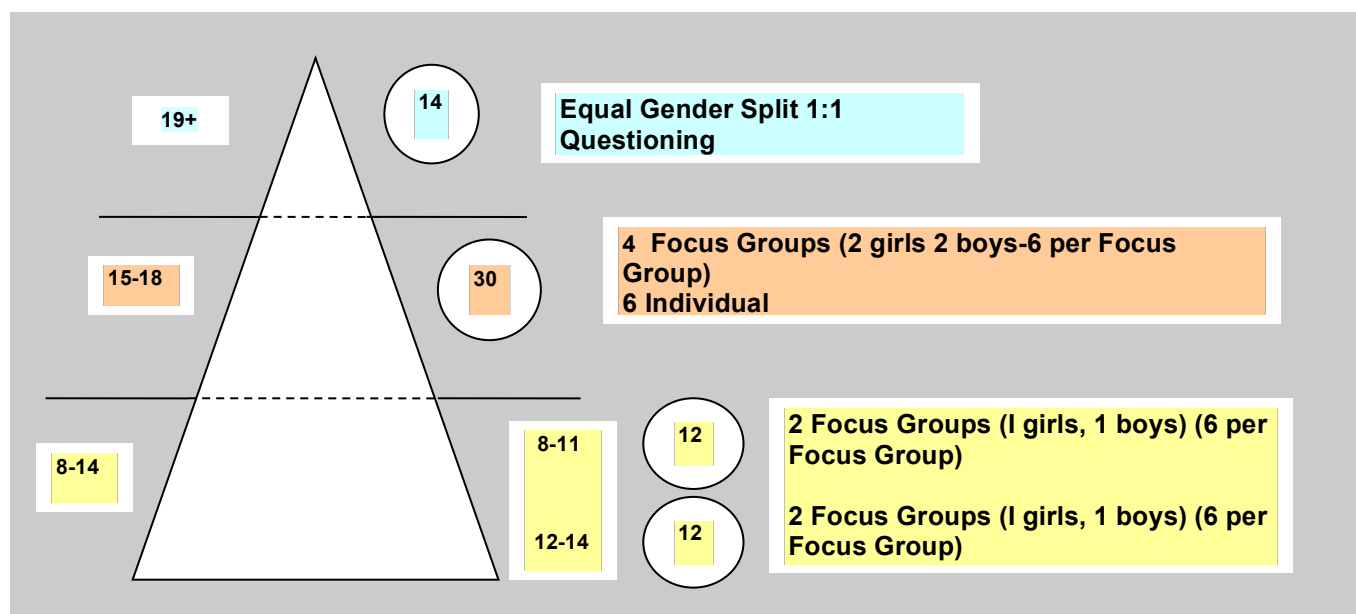 19+
14
Equal Gender Split 1:1
Questioning
15-18
30
4 Focus Groups (2 girls 2 boys-6 per Focus
Group)
6 Individual
8-14
8-11
12
2 Focus Groups (I girls, 1 boys) (6 per
Focus Group)
12-14
12
2 Focus Groups (I girls, 1 boys) (6 per
Focus Group)